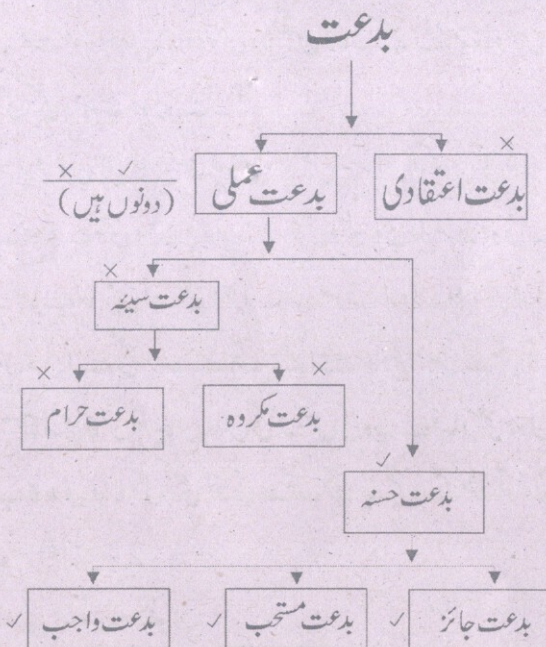 بدعت
بدعت اعتقادی ×
بدعت عملی
✓ ×
(دونوں ہیں)
بدعت سیئہ ×
بدعت مکروہ ×
بدعت حرام ×
بدعت حسنہ ✓
بدعت جائز ✓
بدعت مستحب ✓
بدعت واجب ✓